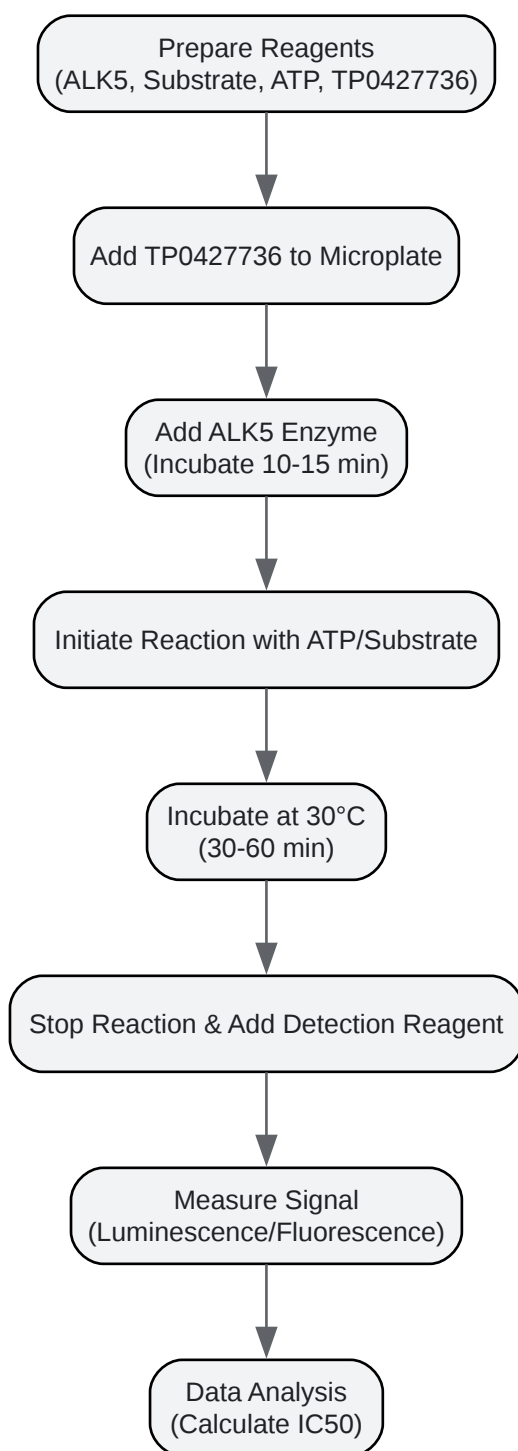 Prepare Reagents
(ALK5, Substrate, ATP, TP0427736)
Add TP0427736 to Microplate
Add ALK5 Enzyme
(Incubate 10-15 min)
Initiate Reaction with ATP/Substrate
Incubate at 30°C
(30-60 min)
Stop Reaction & Add Detection Reagent
Measure Signal
(Luminescence/Fluorescence)
Data Analysis
(Calculate IC50)